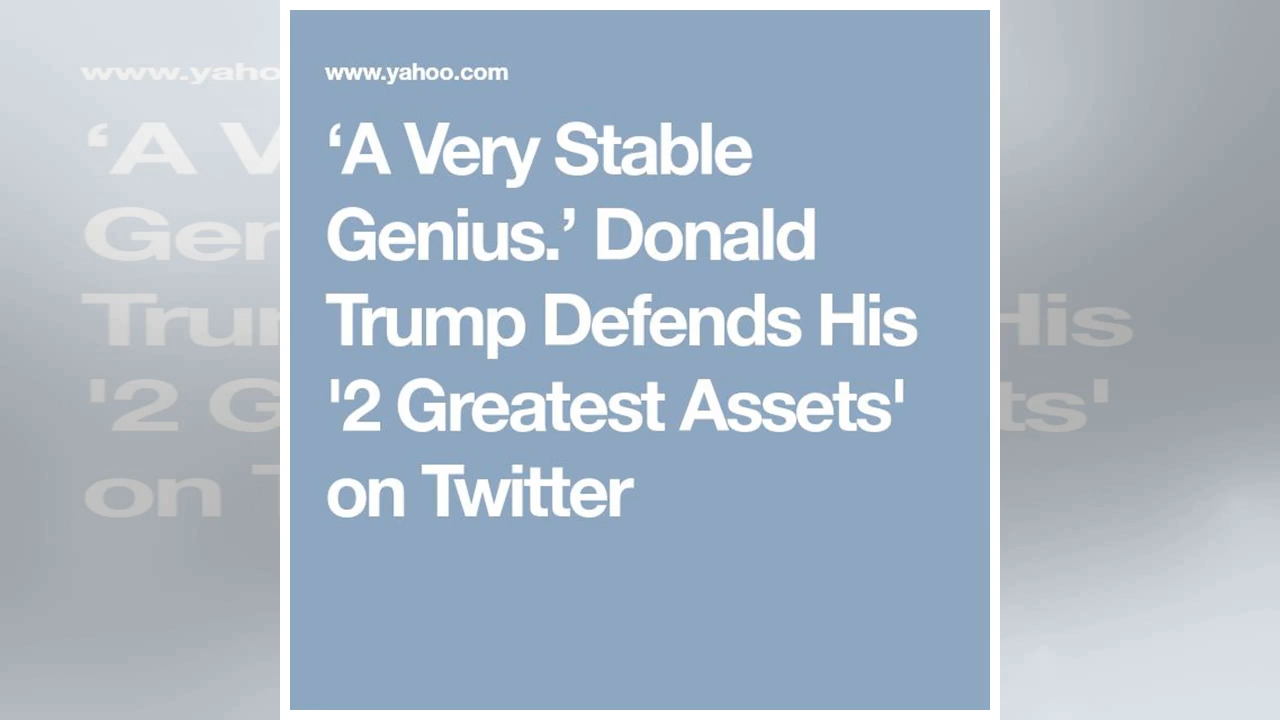 www.yahoo.com
‘A Very Stable
Genius.’ Donald
Trump Defends His
'2 Greatest Assets'
on Twitter